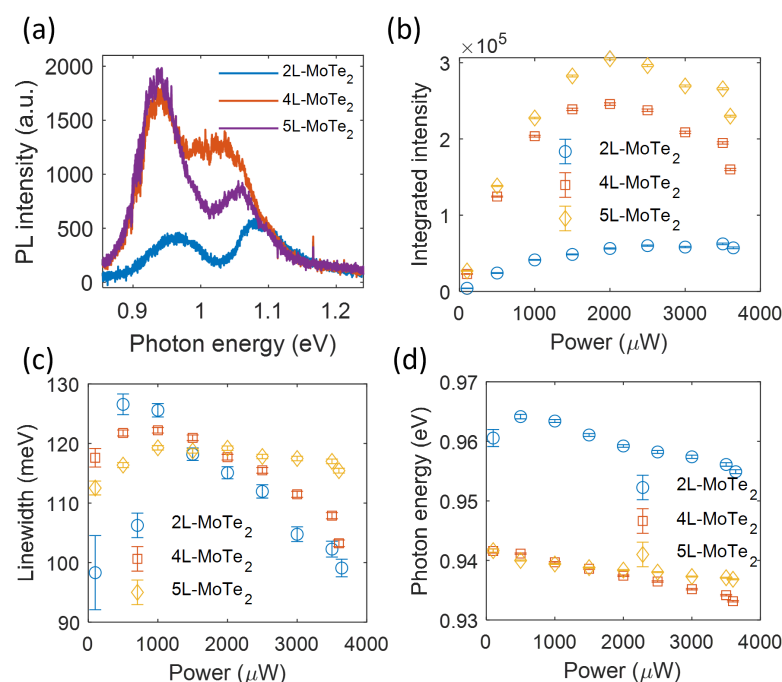 (a)
2000
1500
1000
500
0
PL intensity (a.u.)
2L-MoTe2
4L-MoTe2
5L-MoTe2
0.9 1 1.1 1.2
Photon energy (eV)
(b)
×10^5
3
2
1
0
Integrated intensity
2L-MoTe2
4L-MoTe2
5L-MoTe2
0 1000 2000 3000 4000
Power (μW)
(c)
130
120
110
100
90
Linewidth (meV)
2L-MoTe2
4L-MoTe2
5L-MoTe2
0 1000 2000 3000 4000
Power (μW)
(d)
0.97
0.96
0.95
0.94
0.93
Photon energy (eV)
2L-MoTe2
4L-MoTe2
5L-MoTe2
0 1000 2000 3000 4000
Power (μW)